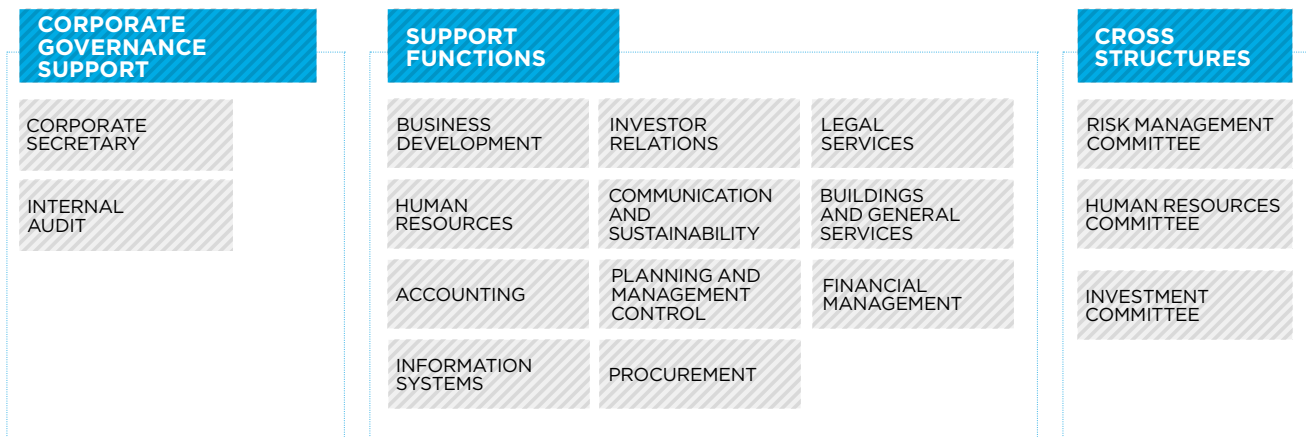 CORPORATE
GOVERNANCE
SUPPORT
CORPORATE
SECRETARY
INTERNAL
AUDIT
SUPPORT
FUNCTIONS
BUSINESS
DEVELOPMENT
INVESTOR
RELATIONS
LEGAL
SERVICES
HUMAN
RESOURCES
COMMUNICATION
AND
SUSTAINABILITY
BUILDINGS
AND GENERAL
SERVICES
ACCOUNTING
PLANNING AND
MANAGEMENT
CONTROL
FINANCIAL
MANAGEMENT
INFORMATION
SYSTEMS
PROCUREMENT
CROSS
STRUCTURES
RISK MANAGEMENT
COMMITTEE
HUMAN RESOURCES
COMMITTEE
INVESTMENT
COMMITTEE